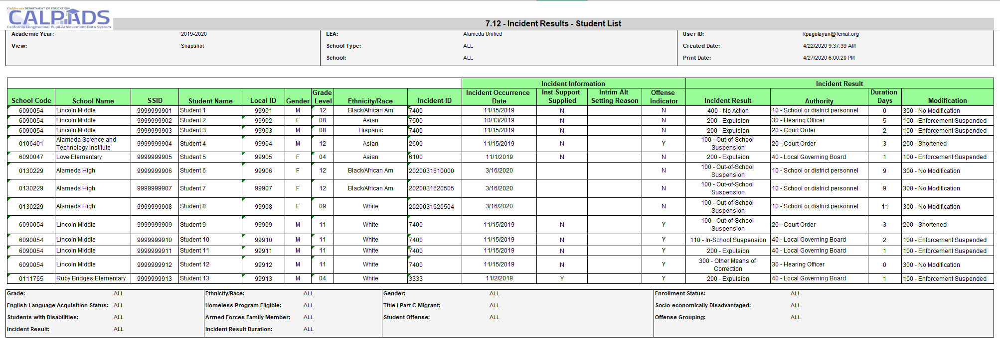 California DEPARTMENT OF EDUCATION
CALPADS
California Longitudinal Pupil Achievement Data System
7.12 - Incident Results - Student List
Academic Year: 2019-2020 LEA: Alameda Unified User ID: kpagulayan@fcmat.org
View: Snapshot School Type: ALL Created Date: 4/22/2020 9:37:39 AM
School: ALL Print Date: 4/27/2020 6:00:20 PM
Incident Information Incident Result
School Code School Name SSID Student Name Local ID Gender Grade Level Ethnicity/Race Incident ID Incident Occurrence Date Inst Support Supplied Intrim Alt Setting Reason Offense Indicator Incident Result Authority Duration Days Modification
6090054 Lincoln Middle 9999999901 Student 1 99901 M 12 Black/African Am 7400 11/15/2019 N N 400 - No Action 10 - School or district personnel 0 300 - No Modification
6090054 Lincoln Middle 9999999902 Student 2 99902 F 08 Asian 7500 10/13/2019 N N 200 - Expulsion 30 - Hearing Officer 5 100 - Enforcement Suspended
6090054 Lincoln Middle 9999999903 Student 3 99903 M 08 Hispanic 7400 11/15/2019 N N 200 - Expulsion 20 - Court Order 2 100 - Enforcement Suspended
0106401 Alameda Science and Technology Institute 9999999904 Student 4 99904 M 12 Asian 2600 11/15/2019 N Y 100 - Out-of-School Suspension 20 - Court Order 3 200 - Shortened
6090047 Love Elementary 9999999905 Student 5 99905 F 04 Asian 6100 11/1/2019 N N 200 - Expulsion 40 - Local Governing Board 1 100 - Enforcement Suspended
0130229 Alameda High 9999999906 Student 6 99906 F 12 Black/African Am 2020031610000 3/16/2020 N 100 - Out-of-School Suspension 10 - School or district personnel 9 300 - No Modification
0130229 Alameda High 9999999907 Student 7 99907 F 12 Black/African Am 2020031620505 3/16/2020 N 100 - Out-of-School Suspension 10 - School or district personnel 9 300 - No Modification
0130229 Alameda High 9999999908 Student 8 99908 F 09 White 2020031620504 3/16/2020 N 100 - Out-of-School Suspension 10 - School or district personnel 11 300 - No Modification
6090054 Lincoln Middle 9999999909 Student 9 99909 M 11 White 7400 11/15/2019 N Y 100 - Out-of-School Suspension 20 - Court Order 3 200 - Shortened
6090054 Lincoln Middle 9999999910 Student 10 99910 M 11 White 7400 11/15/2019 N Y 110 - In-School Suspension 40 - Local Governing Board 2 100 - Enforcement Suspended
6090054 Lincoln Middle 9999999911 Student 11 99911 M 11 White 7400 11/15/2019 N Y 200 - Expulsion 40 - Local Governing Board 1 100 - Enforcement Suspended
6090054 Lincoln Middle 9999999912 Student 12 99912 M 11 White 7400 11/15/2019 N Y 300 - Other Means of Correction 30 - Hearing Officer 0 300 - No Modification
0111765 Ruby Bridges Elementary 9999999913 Student 13 99913 M 04 White 3333 11/2/2019 Y Y 200 - Expulsion 40 - Local Governing Board 1 100 - Enforcement Suspended
Grade: ALL Ethnicity/Race: ALL Gender: ALL Enrollment Status: ALL
English Language Acquisition Status: ALL Homeless Program Eligible: ALL Title I Part C Migrant: ALL Socio-economically Disadvantaged: ALL
Students with Disabilities: ALL Armed Forces Family Member: ALL Student Offense: ALL Offense Grouping: ALL
Incident Result: ALL Incident Result Duration: ALL